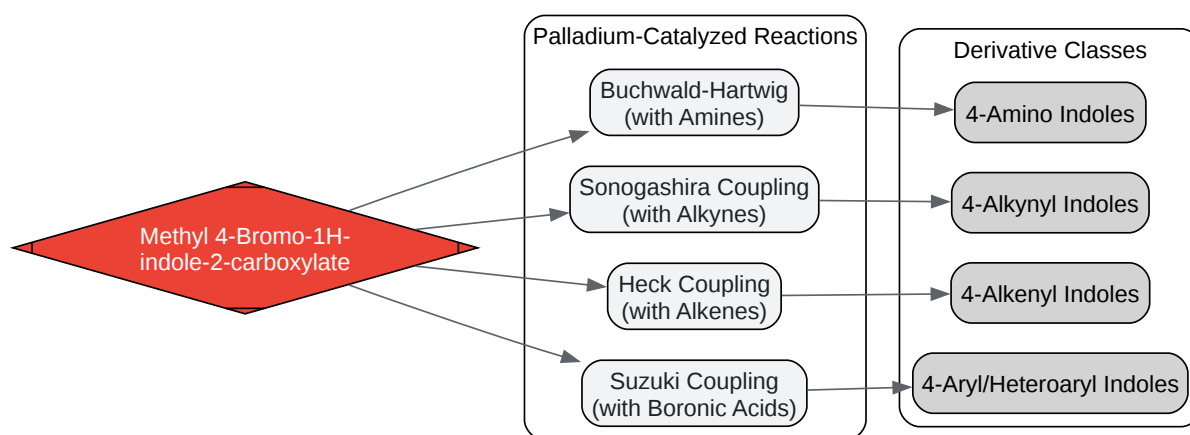 Palladium-Catalyzed Reactions
Derivative Classes
Methyl 4-Bromo-1H-
indole-2-carboxylate
Buchwald-Hartwig
(with Amines)
4-Amino Indoles
Sonogashira Coupling
(with Alkynes)
4-Alkynyl Indoles
Heck Coupling
(with Alkenes)
4-Alkenyl Indoles
Suzuki Coupling
(with Boronic Acids)
4-Aryl/Heteroaryl Indoles